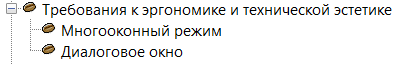 Требования к эргономике и технической эстетике
Многооконный режим
Диалоговое окно